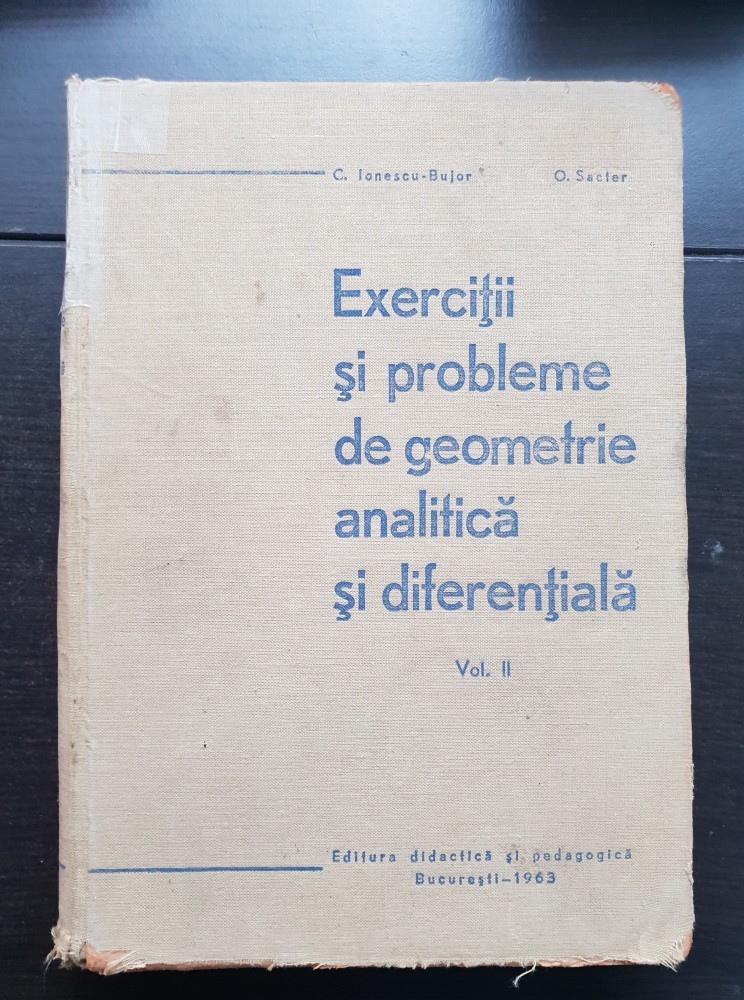 C. Ionescu-Bujor O. Sacter
Exerciţii
şi probleme
de geometrie
analitică
şi diferenţială
Vol. II
Editura didactică şi pedagogică
Bucureşti—1963